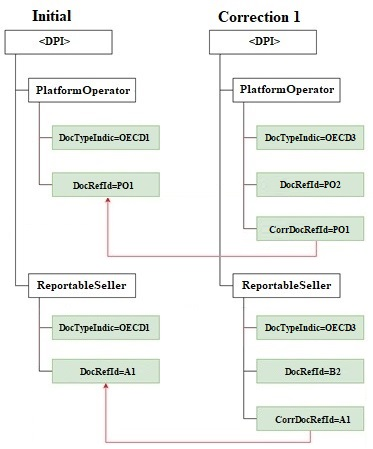 Initial
<DPI>
PlatformOperator
DocTypeIndic=OECD1
DocRefId=PO1
ReportableSeller
DocTypeIndic=OECD1
DocRefId=A1
Correction 1
<DPI>
PlatformOperator
DocTypeIndic=OECD3
DocRefId=PO2
CorrDocRefId=PO1
ReportableSeller
DocTypeIndic=OECD3
DocRefId=B2
CorrDocRefId=A1